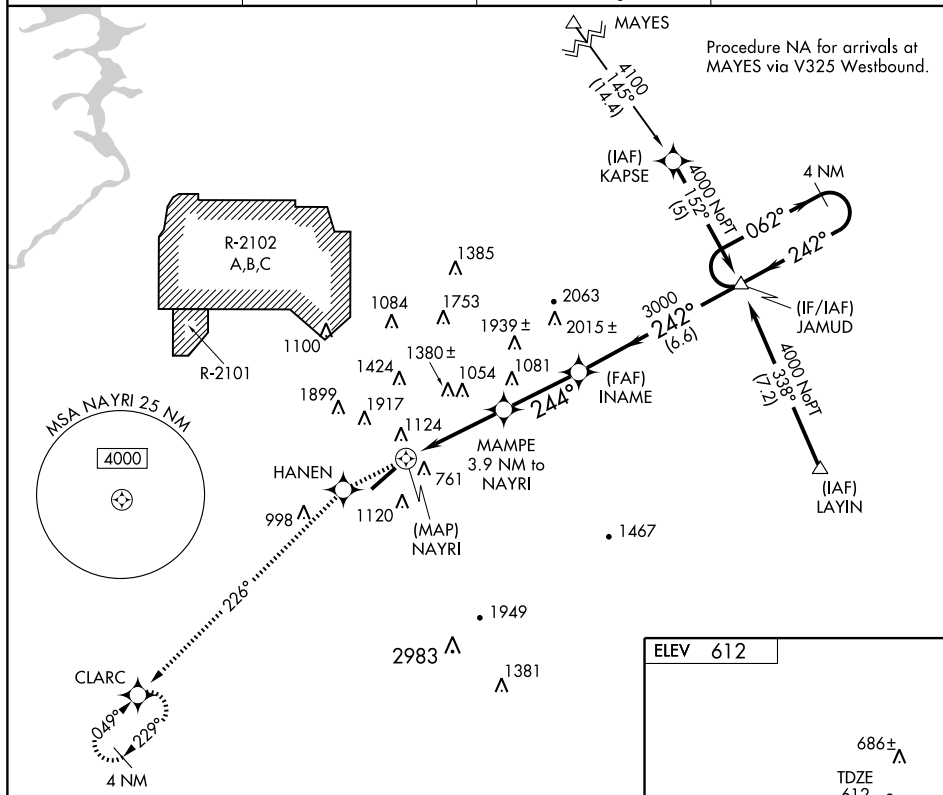 MAYES
Procedure NA for arrivals at
MAYES via V325 Westbound.
4100
145°
(14.4)
(IAF)
KAPSE
4000 NoPT
152°
(5)
4 NM
062°
242°
R-2102
A,B,C
R-2101
1100
1385
1084
1753
2063
1939 ±
2015 ±
3000
242°
(6.6)
(IF/IAF)
JAMUD
1380 ±
1424
1054
1081
(FAF)
INAME
1899
1917
1124
244°
4000 NoPT
338°
(7.2)
MSA NAYRI 25 NM
4000
HANEN
MAMPE
3.9 NM to
NAYRI
761
998
1120
(MAP)
NAYRI
(IAF)
LAYIN
1467
226°
1949
2983
1381
CLARC
049°
229°
4 NM
ELEV 612
686 ±
TDZE
612